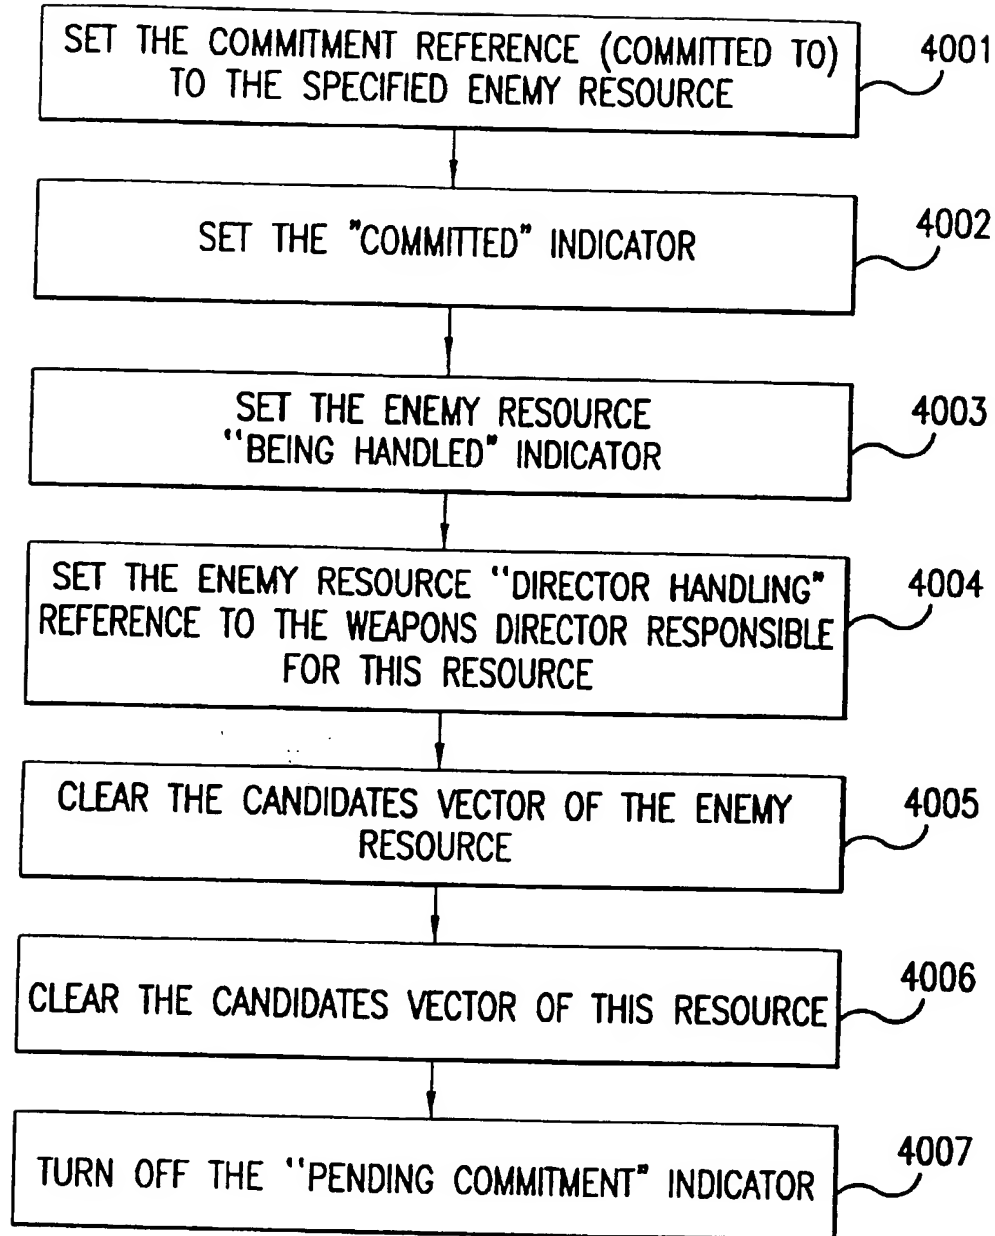 SET THE COMMITMENT REFERENCE (COMMITTED TO)
TO THE SPECIFIED ENEMY RESOURCE
4001
SET THE "COMMITTED" INDICATOR
4002
SET THE ENEMY RESOURCE
"BEING HANDLED" INDICATOR
4003
SET THE ENEMY RESOURCE "DIRECTOR HANDLING"
REFERENCE TO THE WEAPONS DIRECTOR RESPONSIBLE
FOR THIS RESOURCE
4004
CLEAR THE CANDIDATES VECTOR OF THE ENEMY
RESOURCE
4005
CLEAR THE CANDIDATES VECTOR OF THIS RESOURCE
4006
TURN OFF THE "PENDING COMMITMENT" INDICATOR
4007